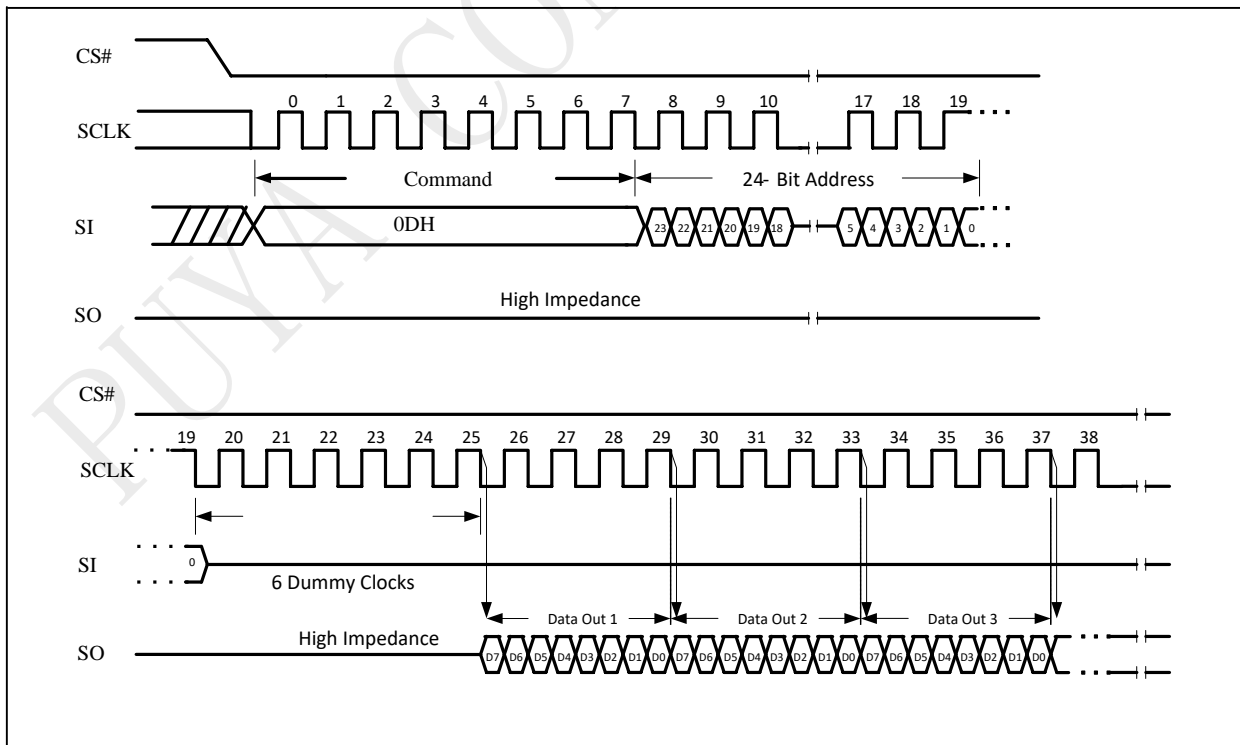 PUYA CON
CS#
0 1 2 3 4 5 6 7 8 9 10 17 18 19
SCLK
Command 24- Bit Address
SI 0DH 23 22 21 20 19 18 5 4 3 2 1 0
High Impedance
SO
CS#
19 20 21 22 23 24 25 26 27 28 29 30 31 32 33 34 35 36 37 38
SCLK
SI 0
6 Dummy Clocks
Data Out 1 Data Out 2 Data Out 3
High Impedance
SO D7 D6 D5 D4 D3 D2 D1 D0 D7 D6 D5 D4 D3 D2 D1 D0 D7 D6 D5 D4 D3 D2 D1 D0